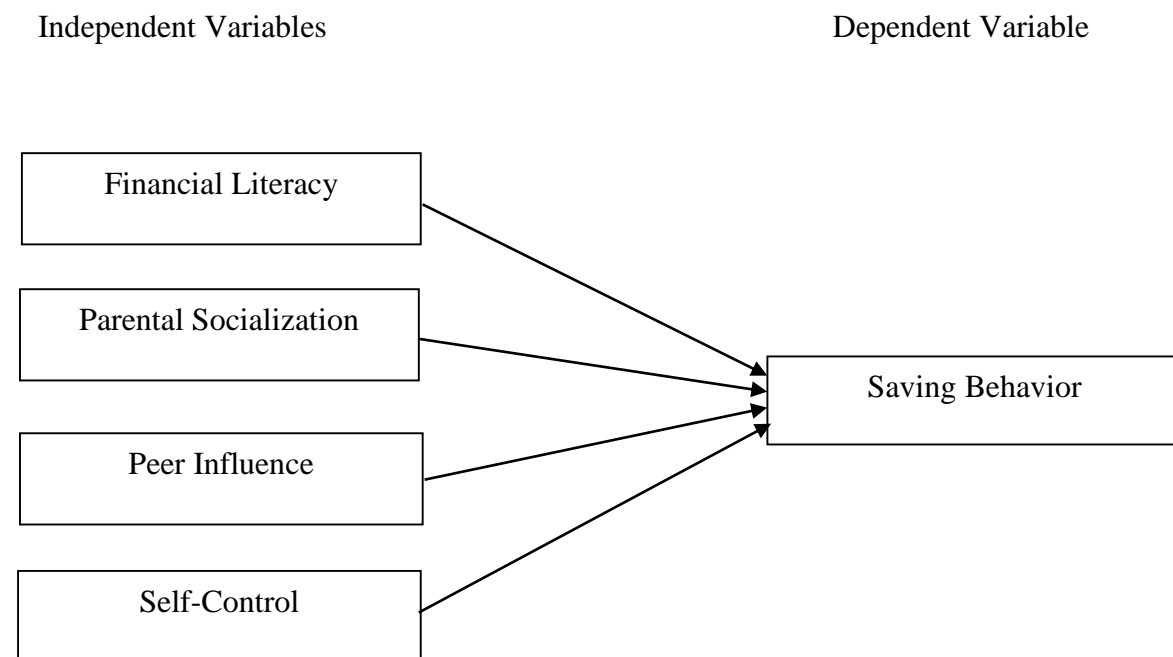 Independent Variables
Dependent Variable
Financial Literacy
Parental Socialization
Saving Behavior
Peer Influence
Self-Control